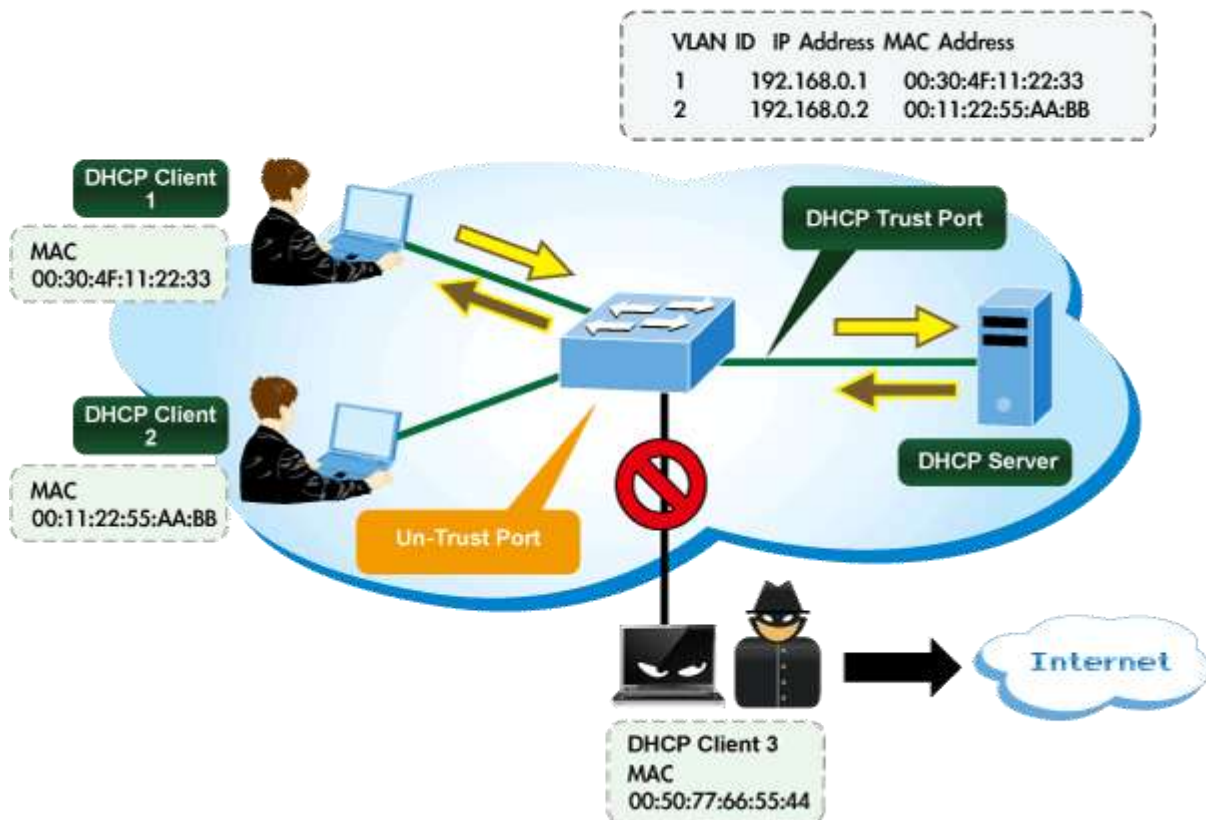 VLAN ID IP Address MAC Address
1 192.168.0.1 00:30:4F:11:22:33
2 192.168.0.2 00:11:22:55:AA:BB
DHCP Client
1
MAC
00:30:4F:11:22:33
DHCP Trust Port
DHCP Client
2
MAC
00:11:22:55:AA:BB
Un-Trust Port
DHCP Server
Internet
DHCP Client 3
MAC
00:50:77:66:55:44